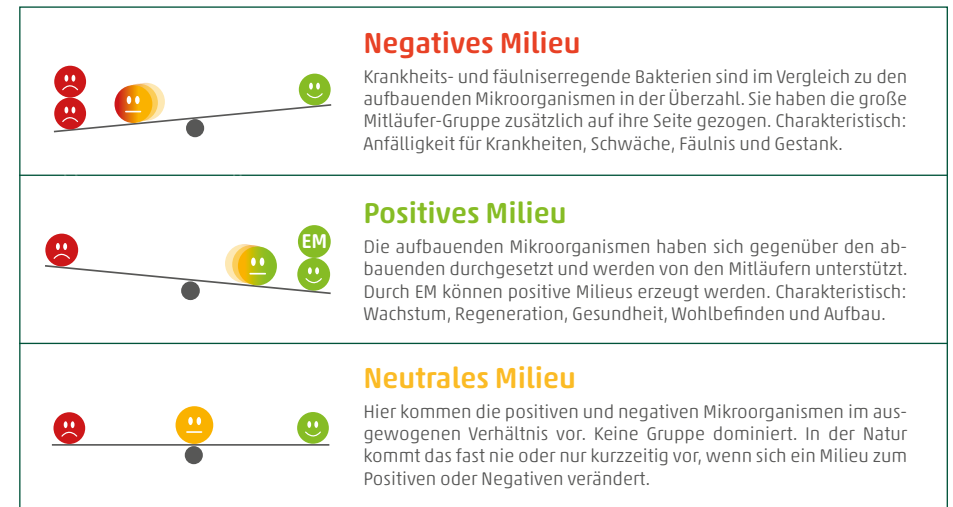 Negatives Milieu
Krankheits- und fäulniserregende Bakterien sind im Vergleich zu den
aufbauenden Mikroorganismen in der Überzahl. Sie haben die große
Mitläufer-Gruppe zusätzlich auf ihre Seite gezogen. Charakteristisch:
Anfälligkeit für Krankheiten, Schwäche, Fäulnis und Gestank.
Positives Milieu
EM
Die aufbauenden Mikroorganismen haben sich gegenüber den ab-
bauenden durchgesetzt und werden von den Mitläufern unterstützt.
Durch EM können positive Milieus erzeugt werden. Charakteristisch:
Wachstum, Regeneration, Gesundheit, Wohlbefinden und Aufbau.
Neutrales Milieu
Hier kommen die positiven und negativen Mikroorganismen im aus-
gewogenen Verhältnis vor. Keine Gruppe dominiert. In der Natur
kommt das fast nie oder nur kurzzeitig vor, wenn sich ein Milieu zum
Positiven oder Negativen verändert.